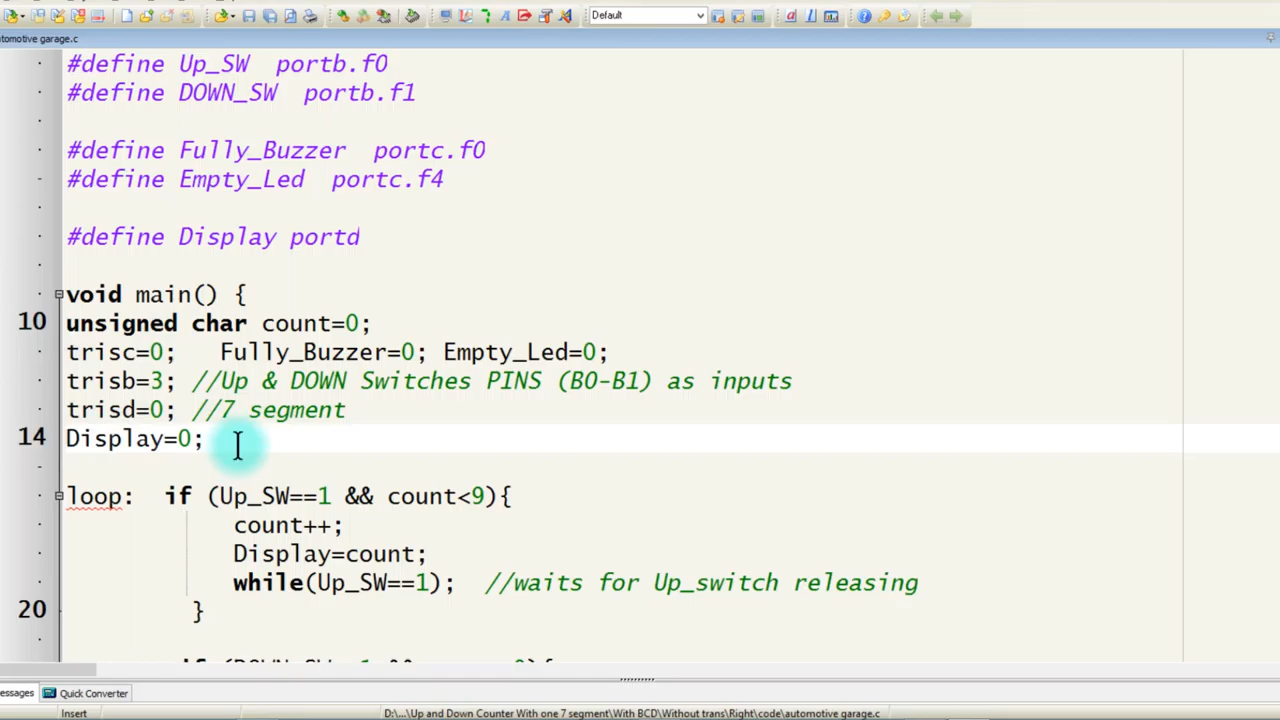 Default
automotive garage.c
#define Up_SW  portb.f0
#define DOWN_SW  portb.f1
#define Fully_Buzzer  portc.f0
#define Empty_Led  portc.f4
#define Display portd
void main() {
10 unsigned char count=0;
trisc=0;   Fully_Buzzer=0; Empty_Led=0;
trisb=3; //Up & DOWN Switches PINS (B0-B1) as inputs
trisd=0; //7 segment
14 Display=0;
loop:  if (Up_SW==1 && count<9){
count++;
Display=count;
while(Up_SW==1);  //waits for Up_switch releasing
20 }
Quick Converter
Insert D:\...\Up and Down Counter With one 7 segment\With BCD\Without trans\Right\code\automotive garage.c